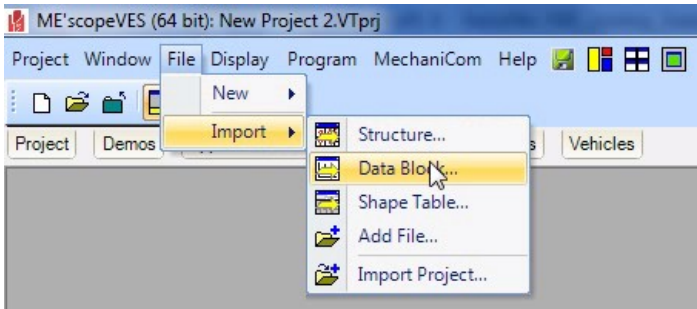 ME'scopeVES (64 bit): New Project 2.VTprj
Project Window File Display Program MechaniCom Help
New
Import
Structure...
Project Demos Vehicles
Data Block...
Shape Table...
Add File...
Import Project...